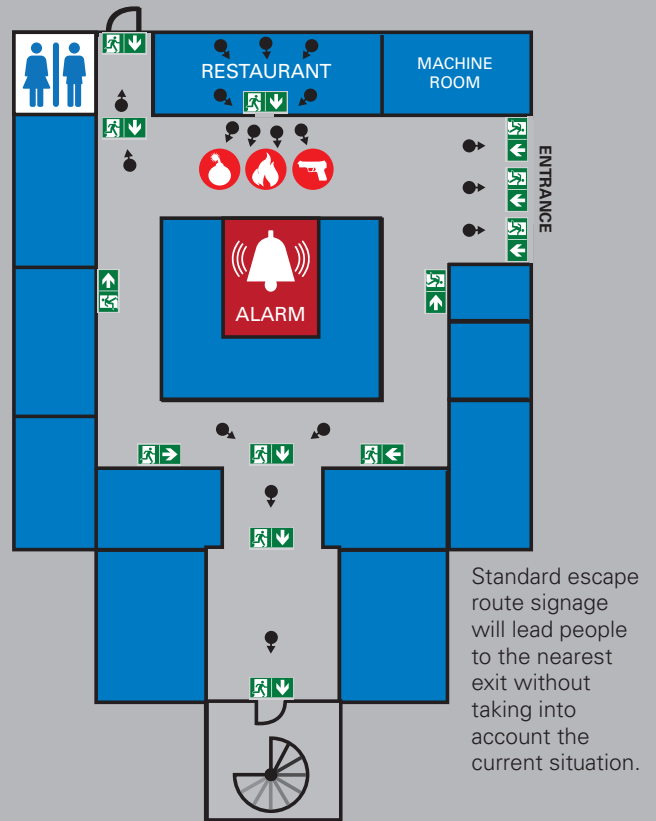 RESTAURANT
MACHINE
ROOM
ENTRANCE
ALARM
Standard escape
route signage
will lead people
to the nearest
exit without
taking into
account the
current situation.